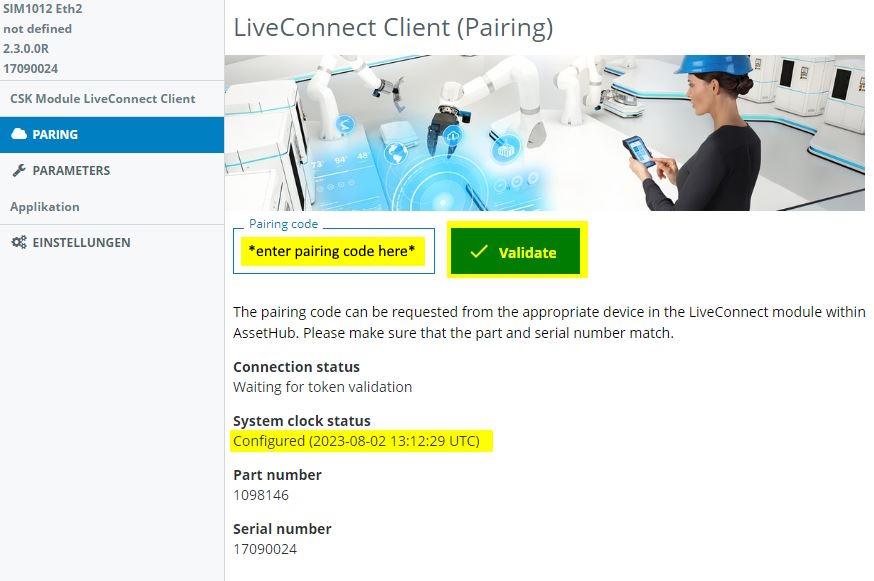 SIM1012 Eth2
not defined
2.3.0.0R
17090024
CSK Module LiveConnect Client
PARING
PARAMETERS
Applikation
EINSTELLUNGEN
LiveConnect Client (Pairing)
73°
94°
48°
Pairing code
*enter pairing code here*
Validate
The pairing code can be requested from the appropriate device in the LiveConnect module within
AssetHub. Please make sure that the part and serial number match.
Connection status
Waiting for token validation
System clock status
Configured (2023-08-02 13:12:29 UTC)
Part number
1098146
Serial number
17090024